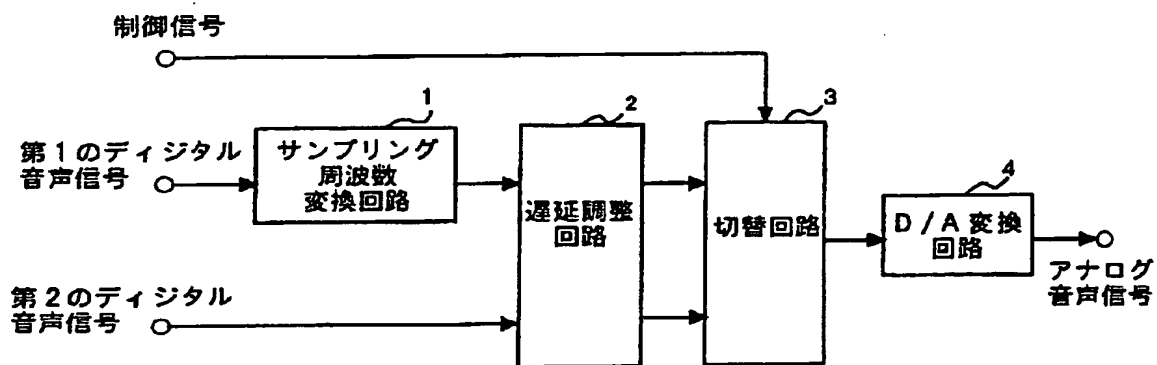 制御信号
1
2
3
第1のディジタル
音声信号
サンプリング
周波数
変換回路
遅延調整
回路
切替回路
4
D/A変換
回路
アナログ
音声信号
第2のディジタル
音声信号